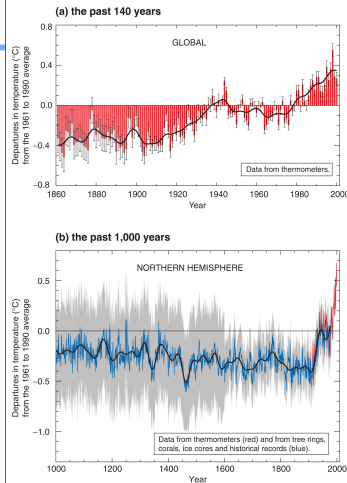 (a) the past 140 years
GLOBAL
Departures in temperature (°C)
from the 1961 to 1990 average
0.8
0.4
0.0
−0.4
−0.8
1860 1880 1900 1920 1940 1960 1980 2000
Year
Data from thermometers.
(b) the past 1,000 years
NORTHERN HEMISPHERE
Departures in temperature (°C)
from the 1961 to 1990 average
0.5
0.0
−0.5
−1.0
1000 1200 1400 1600 1800 2000
Year
Data from thermometers (red) and from tree rings,
corals, ice cores and historical records (blue).